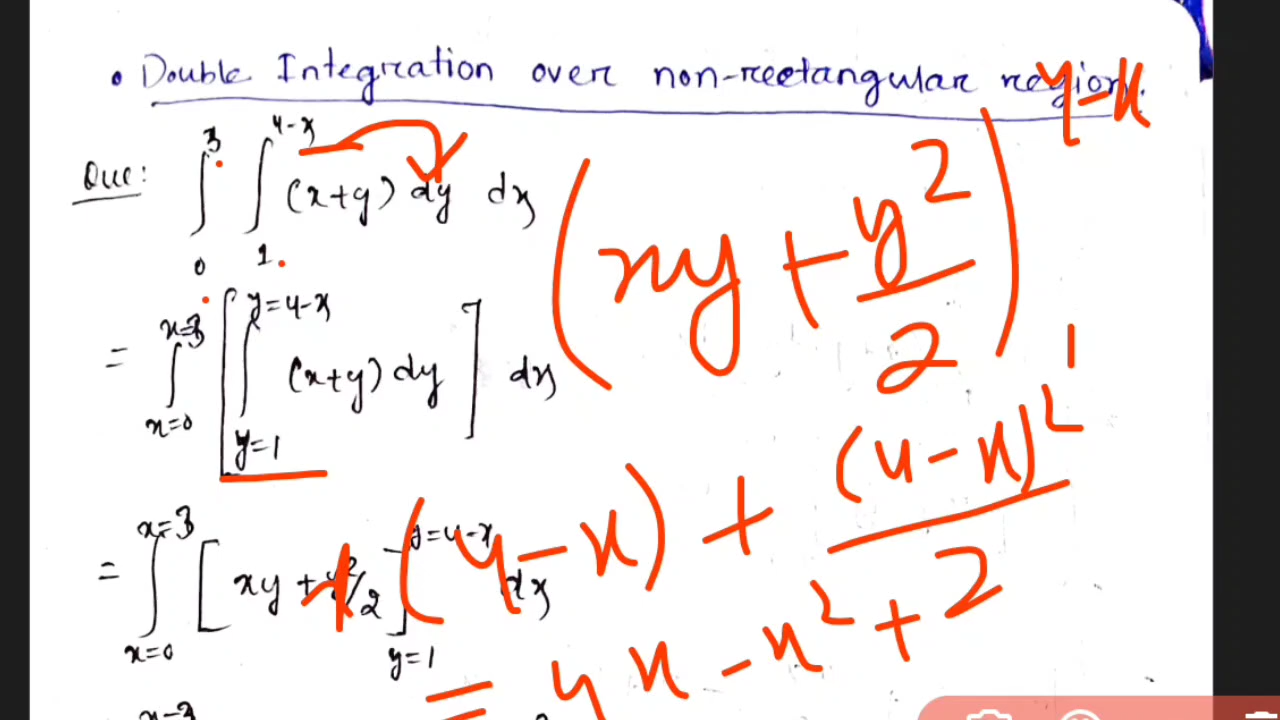 • Double Integration over non-rectangular region.
Que: ∫₀³ ∫₁^(4-x) (x+y) dy dx
= ∫_(x=0)^(x=3) [ ∫_(y=1)^(y=4-x) (x+y) dy ] dx
= ∫_(x=0)^(x=3) [ xy + y²/2 ]_(y=1)^(y=4-x) dx
(xy + y²/2)₁^(4-x)
x(4-x) + (4-x)²/2
= 4x - x² +